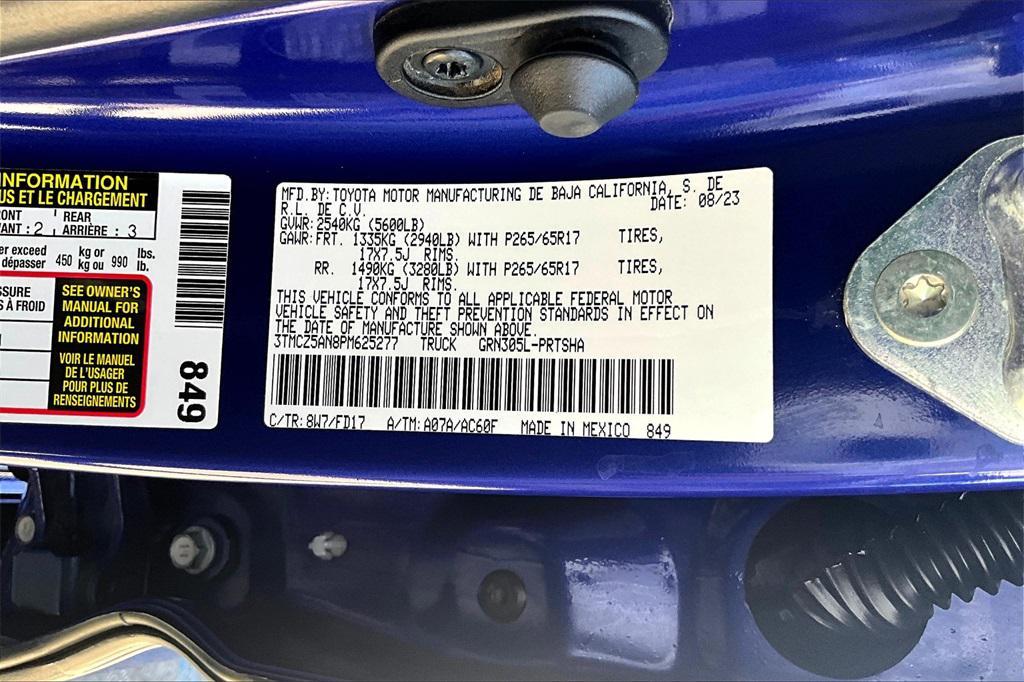 INFORMATION
US ET LE CHARGEMENT
RONT
VANT : 2
REAR
ARRIÈRE : 3
er exceed
dépasser
450
kg or
kg ou
990
lbs.
lb.
SSURE
S À FROID
SEE OWNER'S
MANUAL FOR
ADDITIONAL
INFORMATION
VOIR LE MANUEL
DE L'USAGER
POUR PLUS DE
RENSEIGNEMENTS
849
MFD.BY: TOYOTA MOTOR MANUFACTURING DE BAJA CALIFORNIA, S. DE
R.L. DE C.V. DATE: 08/23
GVWR: 2540KG (5600LB)
GAWR: FRT. 1335KG (2940LB) WITH P265/65R17 TIRES,
17X7.5J RIMS.
RR. 1490KG (3280LB) WITH P265/65R17 TIRES,
17X7.5J RIMS.
THIS VEHICLE CONFORMS TO ALL APPLICABLE FEDERAL MOTOR
VEHICLE SAFETY AND THEFT PREVENTION STANDARDS IN EFFECT ON
THE DATE OF MANUFACTURE SHOWN ABOVE.
3TMCZ5AN8PM625277 TRUCK GRN305L-PRTSHA
C/TR: 8W7/FD17 A/TM: A07A/AC60F MADE IN MEXICO 849